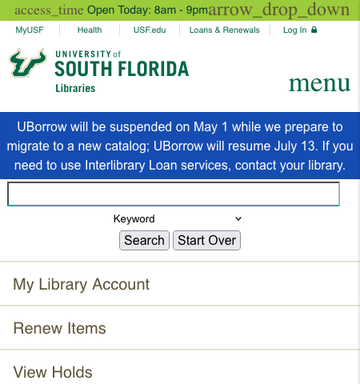 access_time Open Today: 8am - 9pm arrow_drop_down
MyUSF Health USF.edu Loans & Renewals Log In
UNIVERSITY of
SOUTH FLORIDA
Libraries
menu
UBorrow will be suspended on May 1 while we prepare to
migrate to a new catalog; UBorrow will resume July 13. If you
need to use Interlibrary Loan services, contact your library.
Keyword
Search Start Over
My Library Account
Renew Items
View Holds